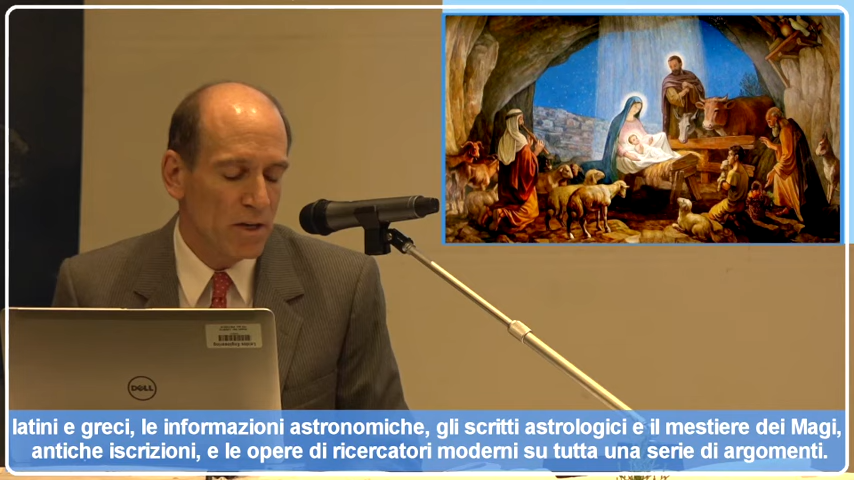 DELL
latini e greci, le informazioni astronomiche, gli scritti astrologici e il mestiere dei Magi,
antiche iscrizioni, e le opere di ricercatori moderni su tutta una serie di argomenti.